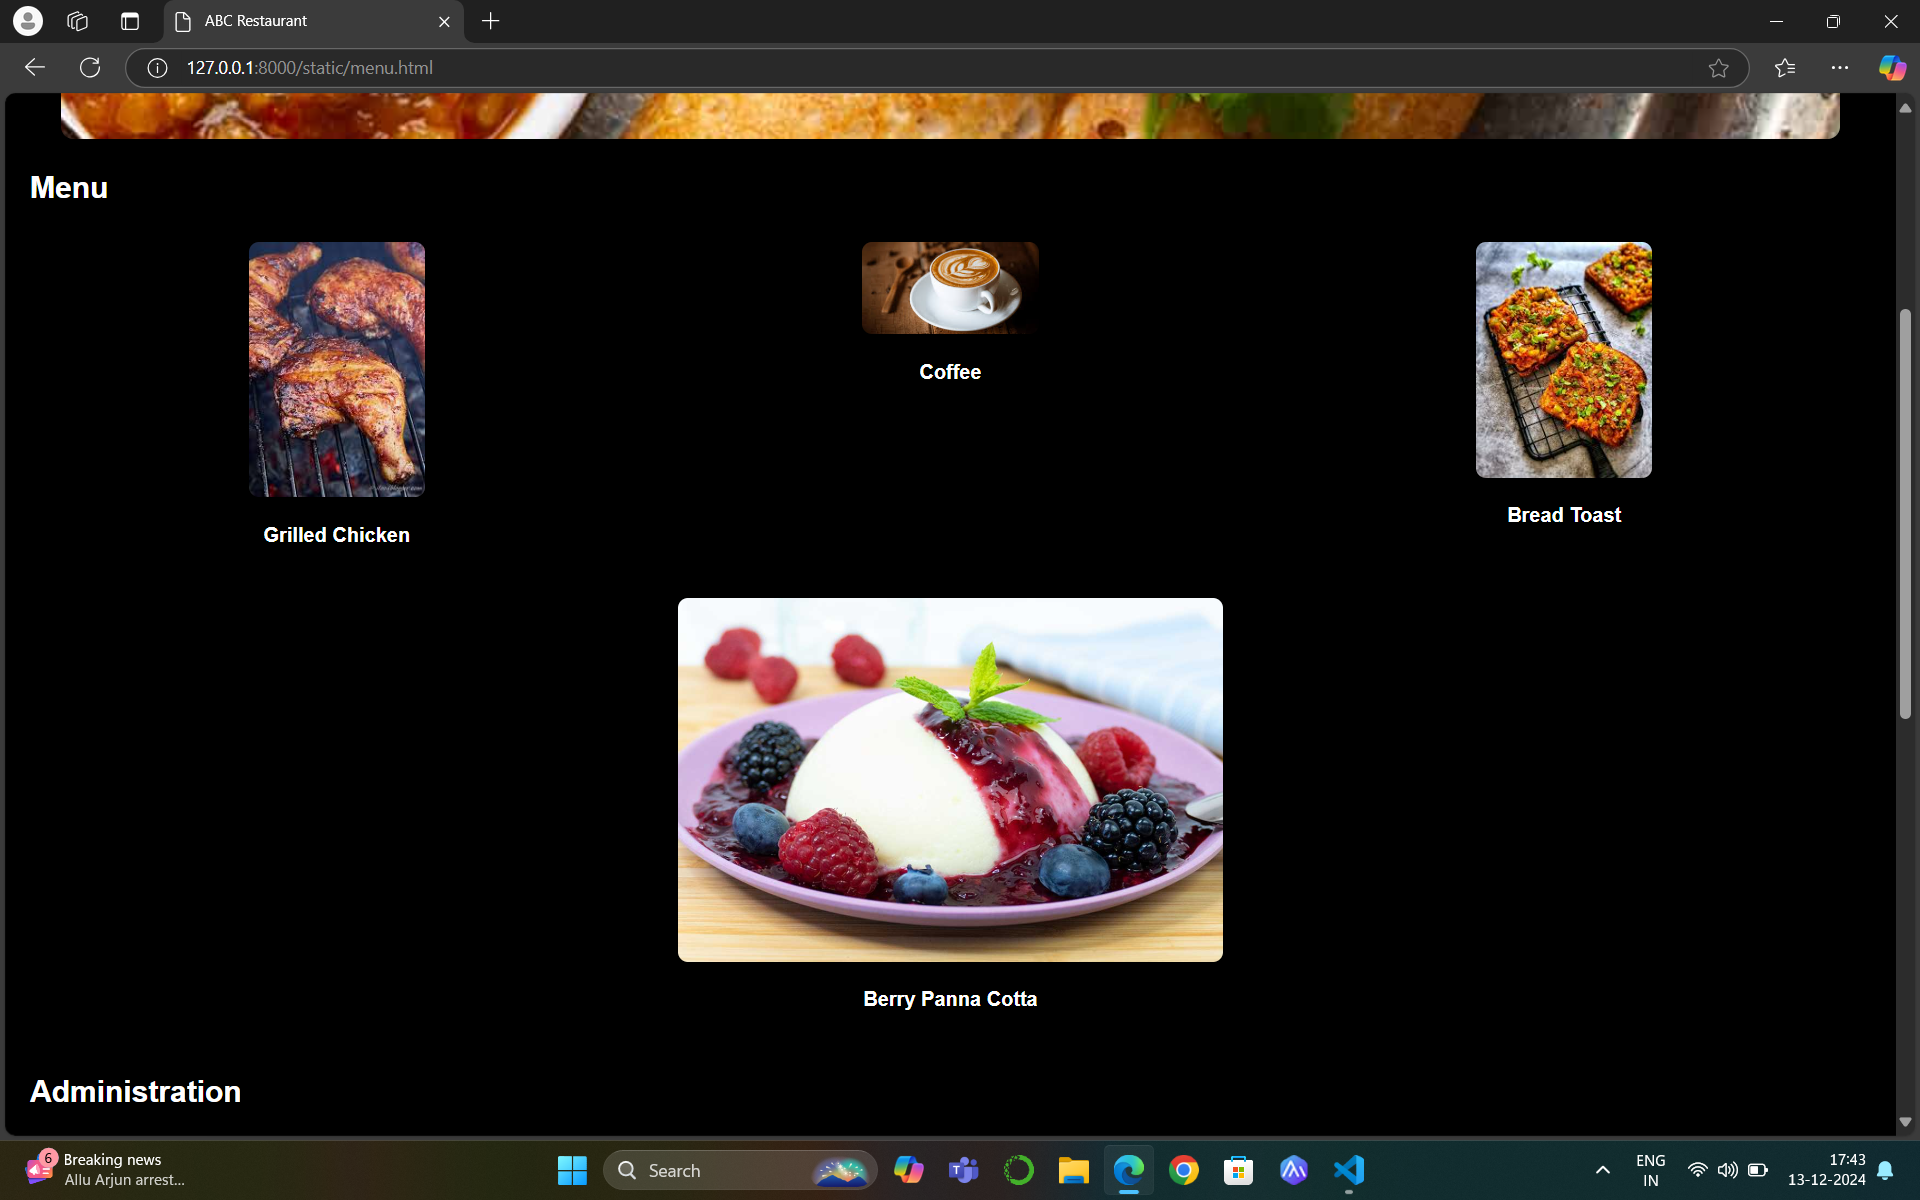 ABC Restaurant
127.0.0.1:8000/static/menu.html
Menu
Grilled Chicken
Coffee
Bread Toast
Berry Panna Cotta
Administration
6
Breaking news
Allu Arjun arrest...
Search
ENG
IN
17:43
13-12-2024